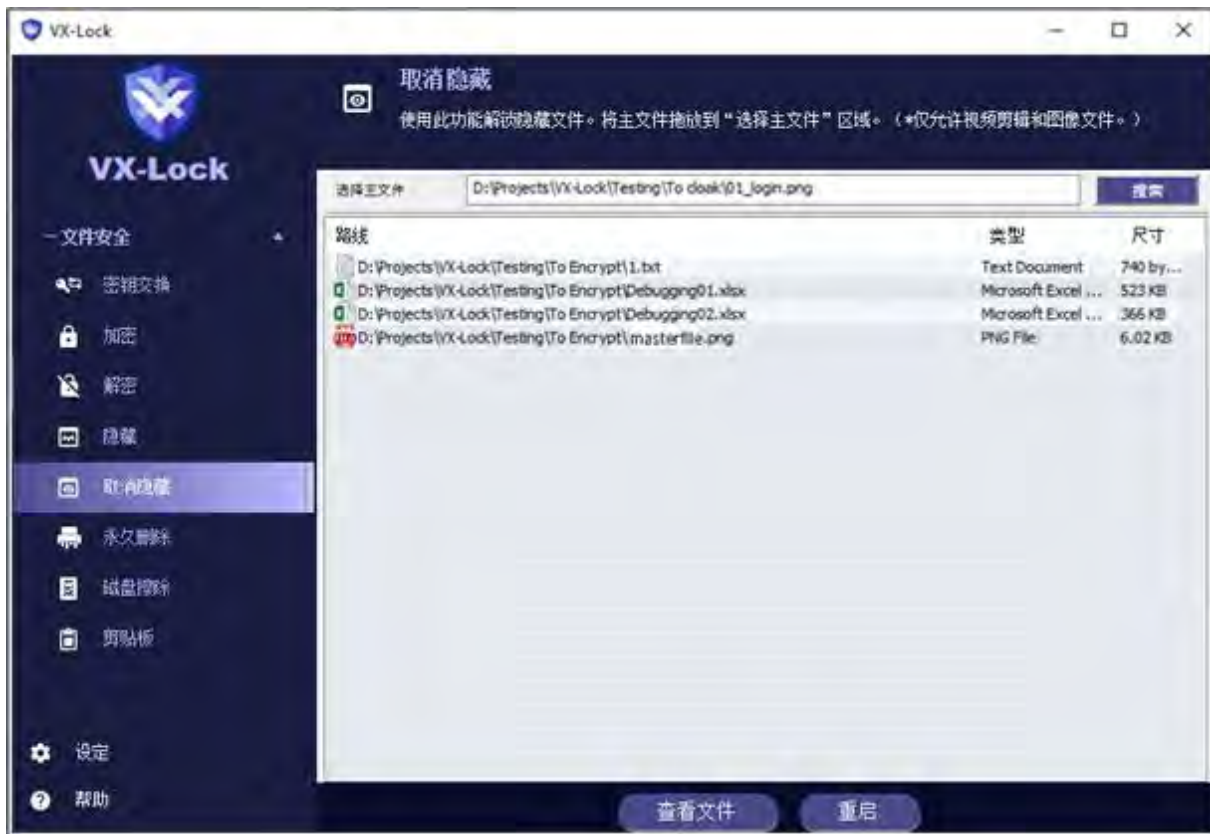 VX-Lock
VX-Lock
一 文件安全
密钥交换
加密
解密
隐藏
取消隐藏
永久删除
磁盘擦除
剪贴板
设定
帮助
取消隐藏
使用此功能解锁隐藏文件。将主文件拖放到“选择主文件”区域。（*仅允许视频剪辑和图像文件。）
选择主文件 D:\Projects\VX-Lock\Testing\To cloak\01_login.png 搜索
路线 类型 尺寸
D:\Projects\VX-Lock\Testing\To Encrypt\1.txt Text Document 740 by...
D:\Projects\VX-Lock\Testing\To Encrypt\Debugging01.xlsx Microsoft Excel ... 523 KB
D:\Projects\VX-Lock\Testing\To Encrypt\Debugging02.xlsx Microsoft Excel ... 366 KB
D:\Projects\VX-Lock\Testing\To Encrypt\masterfile.png PNG File 6.02 KB
查看文件 重启